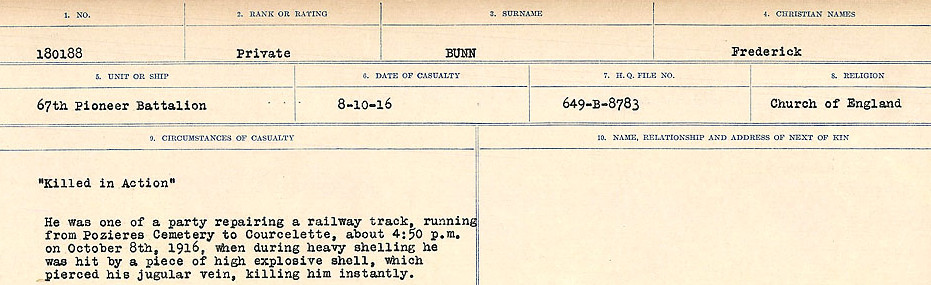 1. NO. 2. RANK OR RATING 3. SURNAME 4. CHRISTIAN NAMES
180188 Private BUNN Frederick
5. UNIT OR SHIP 6. DATE OF CASUALTY 7. H.Q. FILE NO. 8. RELIGION
67th Pioneer Battalion 8-10-16 649-B-8783 Church of England
9. CIRCUMSTANCES OF CASUALTY 10. NAME, RELATIONSHIP AND ADDRESS OF NEXT OF KIN
"Killed in Action"
He was one of a party repairing a railway track, running
from Pozieres Cemetery to Courcelette, about 4:50 p.m.
on October 8th, 1916, when during heavy shelling he
was hit by a piece of high explosive shell, which
pierced his jugular vein, killing him instantly.